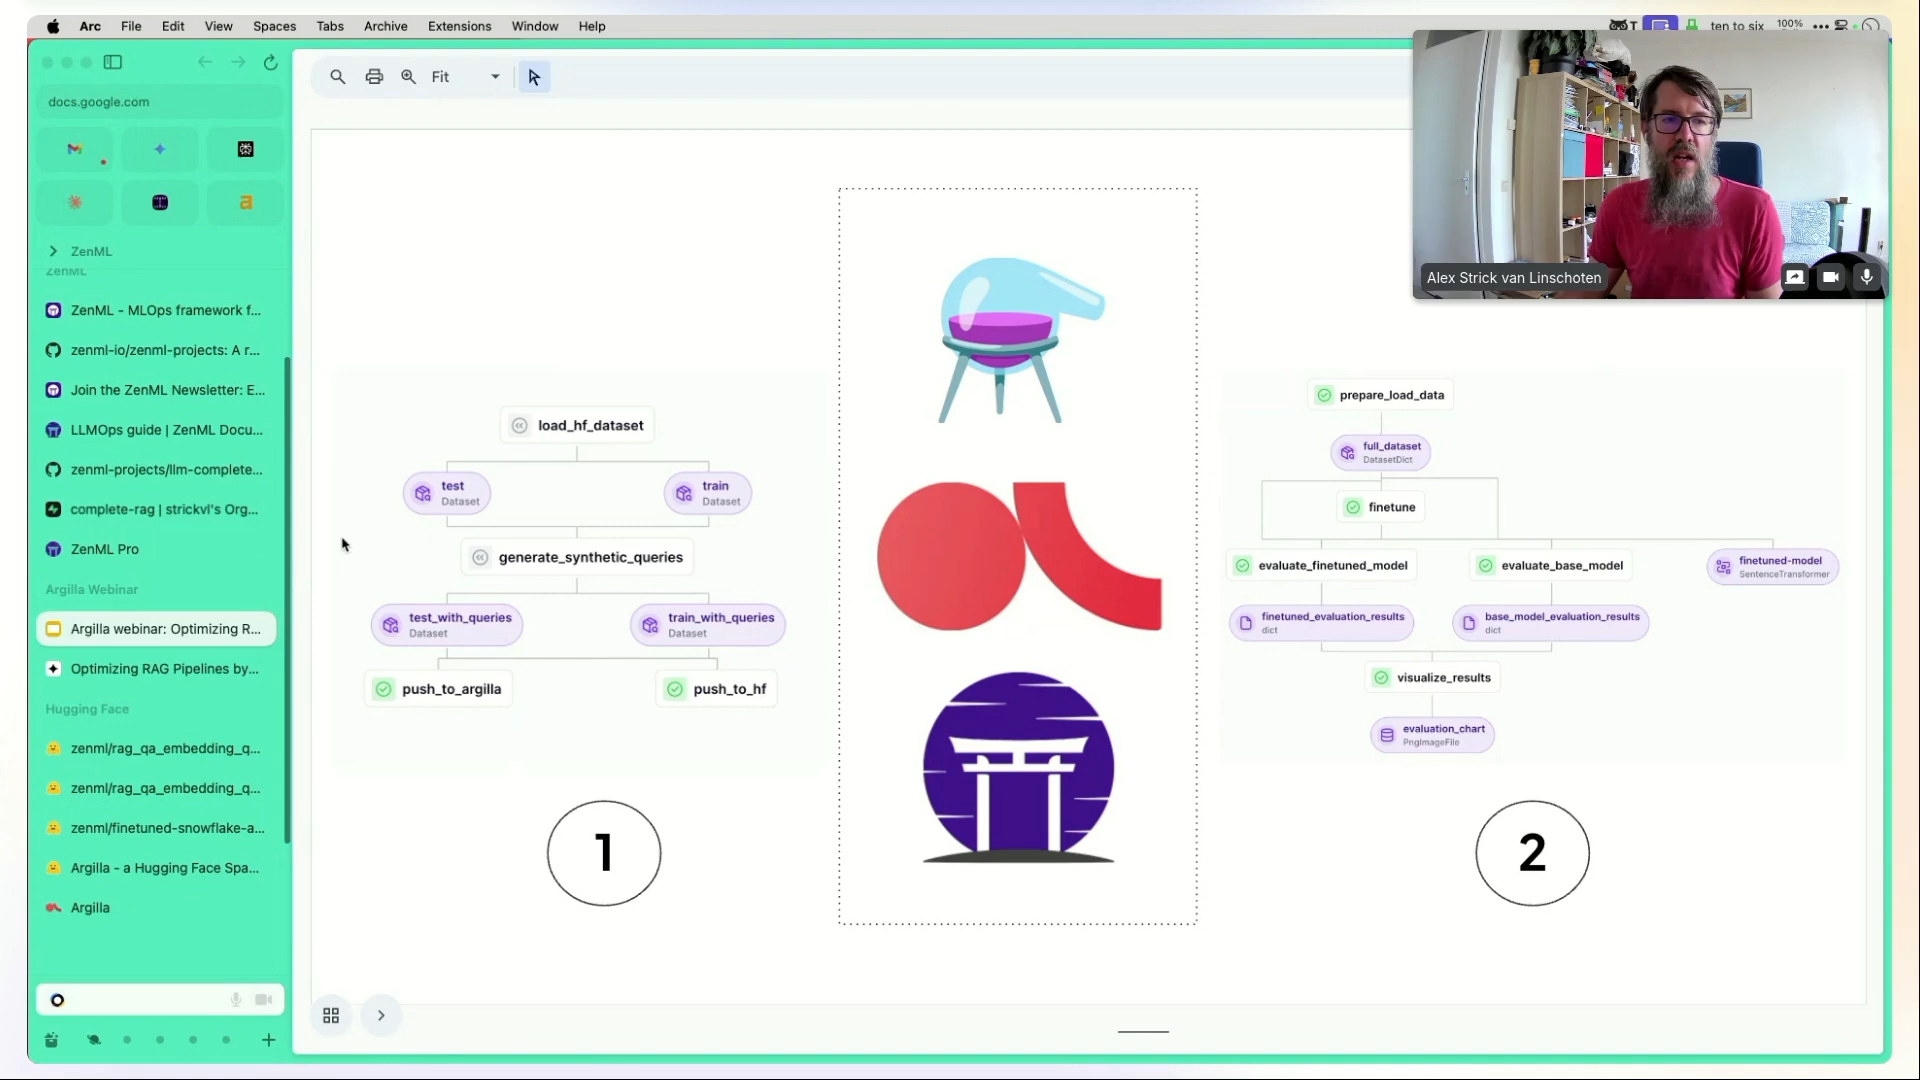 Arc File Edit View Spaces Tabs Archive Extensions Window Help
T ten to six 100%
docs.google.com
Fit
ZenML
ZenML
ZenML - MLOps framework f...
zenml-io/zenml-projects: A r...
Join the ZenML Newsletter: E...
LLMOps guide | ZenML Docu...
zenml-projects/llm-complete...
complete-rag | strickvl's Org...
ZenML Pro
Argilla Webinar
Argilla webinar: Optimizing R...
Optimizing RAG Pipelines by...
Hugging Face
zenml/rag_qa_embedding_q...
zenml/rag_qa_embedding_q...
zenml/finetuned-snowflake-a...
Argilla - a Hugging Face Spa...
Argilla
load_hf_dataset
test
Dataset
train
Dataset
generate_synthetic_queries
test_with_queries
Dataset
train_with_queries
Dataset
push_to_argilla
push_to_hf
1
prepare_load_data
full_dataset
DatasetDict
finetune
evaluate_finetuned_model
evaluate_base_model
finetuned-model
SentenceTransformer
finetuned_evaluation_results
dict
base_model_evaluation_results
dict
visualize_results
evaluation_chart
PngImageFile
2
Alex Strick van Linschoten